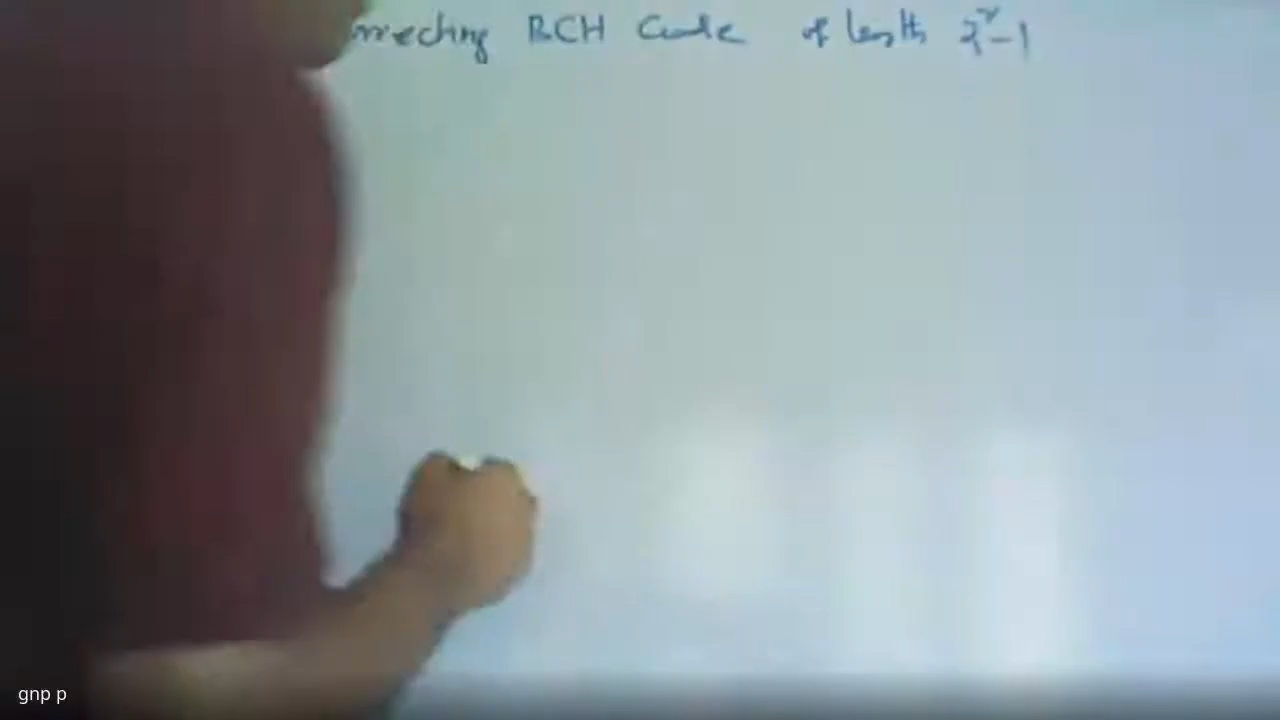 rrecting BCH Code of length 2^r-1
gnp p